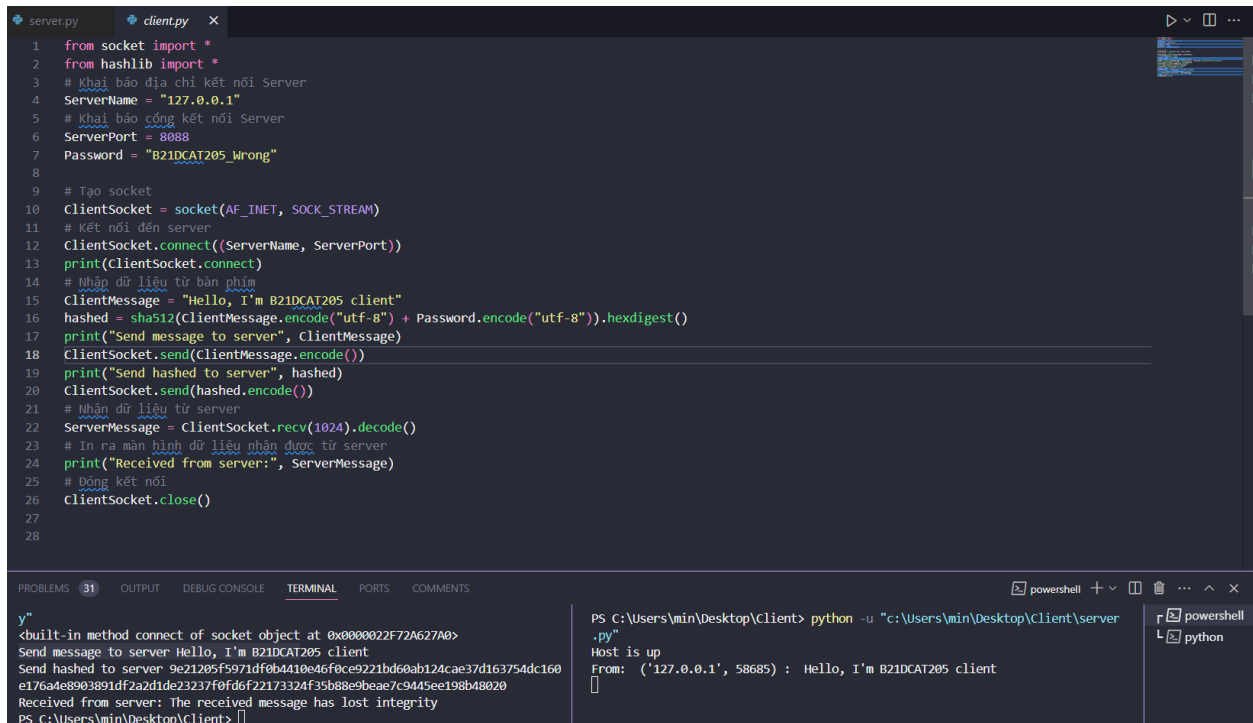 server.py client.py
1 from socket import *
2 from hashlib import *
3 # Khai báo địa chỉ kết nối Server
4 ServerName = "127.0.0.1"
5 # Khai báo cổng kết nối Server
6 ServerPort = 8088
7 Password = "B21DCAT205_Wrong"
8
9 # Tạo socket
10 ClientSocket = socket(AF_INET, SOCK_STREAM)
11 # Kết nối đến server
12 ClientSocket.connect((ServerName, ServerPort))
13 print(ClientSocket.connect)
14 # Nhập dữ liệu từ bàn phím
15 ClientMessage = "Hello, I'm B21DCAT205 client"
16 hashed = sha512(ClientMessage.encode("utf-8") + Password.encode("utf-8")).hexdigest()
17 print("Send message to server", ClientMessage)
18 ClientSocket.send(ClientMessage.encode())
19 print("Send hashed to server", hashed)
20 ClientSocket.send(hashed.encode())
21 # Nhận dữ liệu từ server
22 ServerMessage = ClientSocket.recv(1024).decode()
23 # In ra màn hình dữ liệu nhận được từ server
24 print("Received from server:", ServerMessage)
25 # Đóng kết nối
26 ClientSocket.close()
27
28
PROBLEMS 31 OUTPUT DEBUG CONSOLE TERMINAL PORTS COMMENTS powershell
y"
<built-in method connect of socket object at 0x0000022F72A627A0>
Send message to server Hello, I'm B21DCAT205 client
Send hashed to server 9e21205f5971df0b4410e46f0ce9221bd60ab124cae37d163754dc160
e176a4e8903891df2a2d1de23237f0fd6f22173324f35b88e9beae7c9445ee198b48020
Received from server: The received message has lost integrity
PS C:\Users\min\Desktop\Client>
PS C:\Users\min\Desktop\Client> python -u "c:\Users\min\Desktop\Client\server
.py"
Host is up
From: ('127.0.0.1', 58685) : Hello, I'm B21DCAT205 client
powershell
python